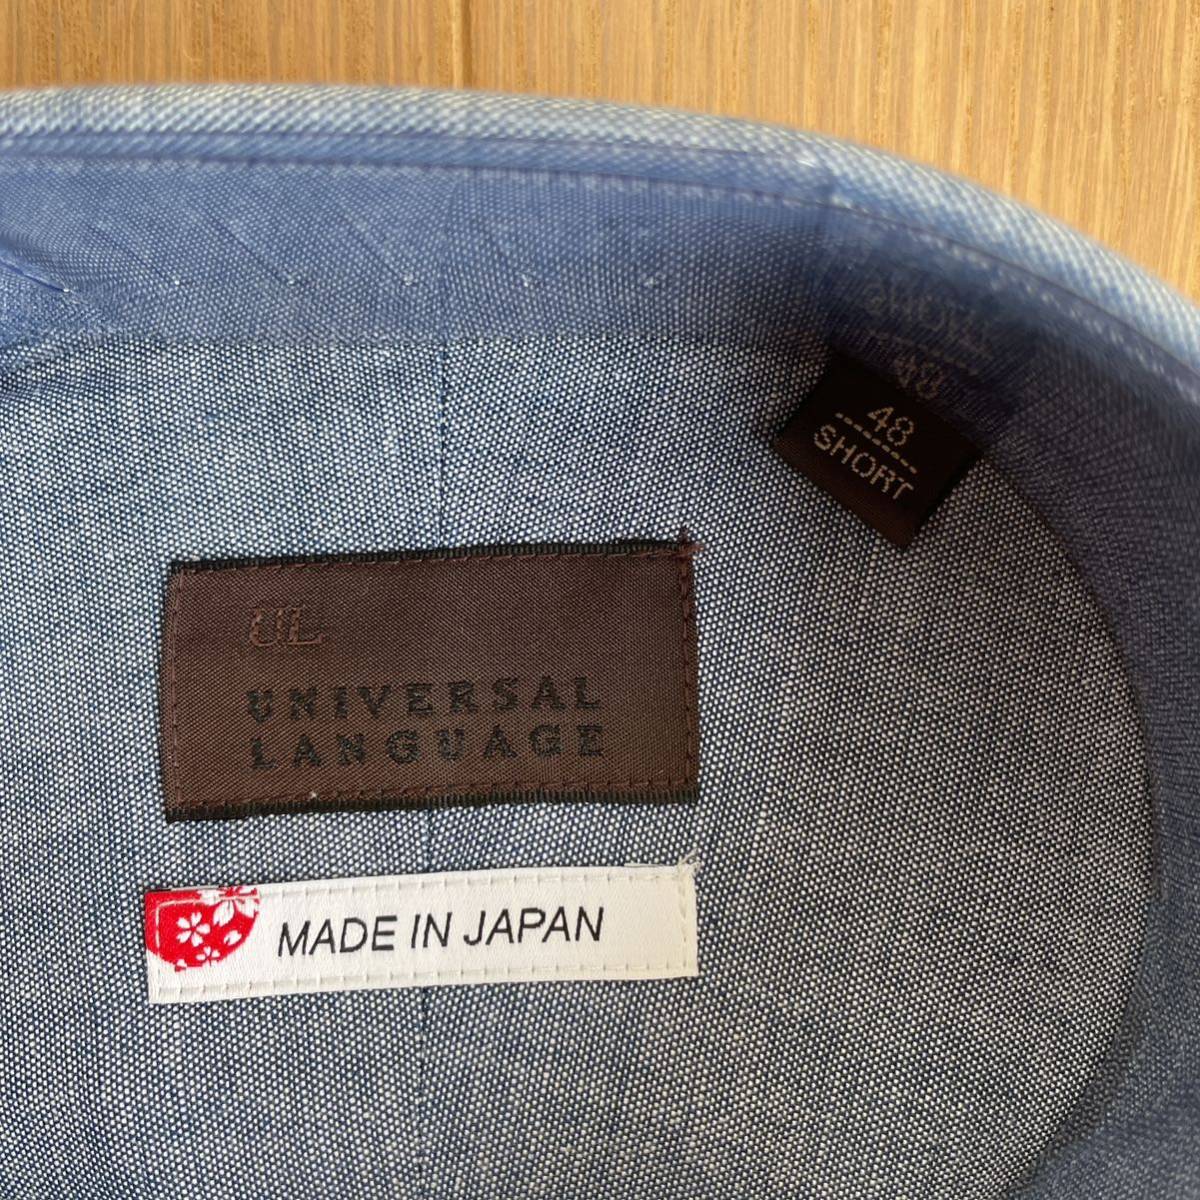 48
SHORT
UL
UNIVERSAL
LANGUAGE
MADE IN JAPAN